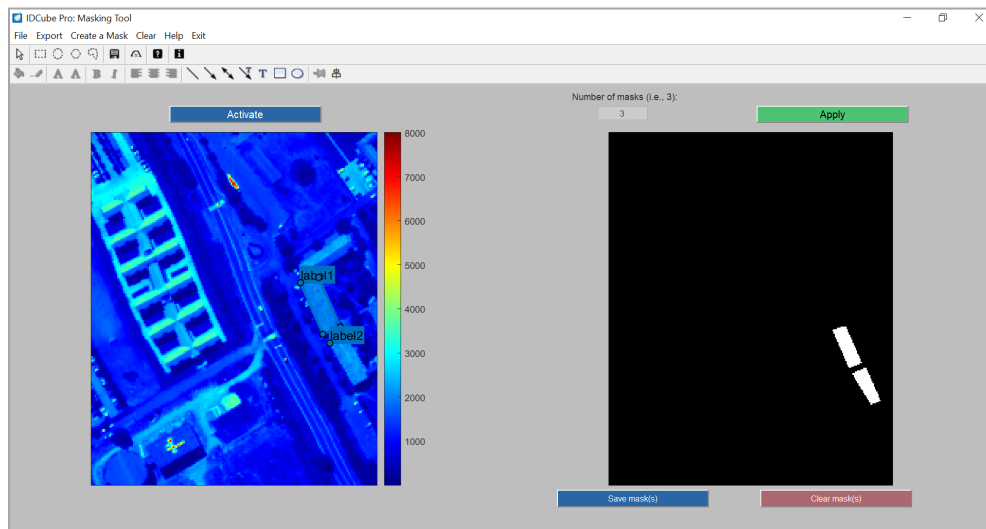 IDCube Pro: Masking Tool
File Export Create a Mask Clear Help Exit
A A B I T T
Number of masks (i.e., 3):
Activate
3
Apply
8000
7000
6000
5000
4000
3000
2000
1000
label1
label2
Save mask(s)
Clear mask(s)